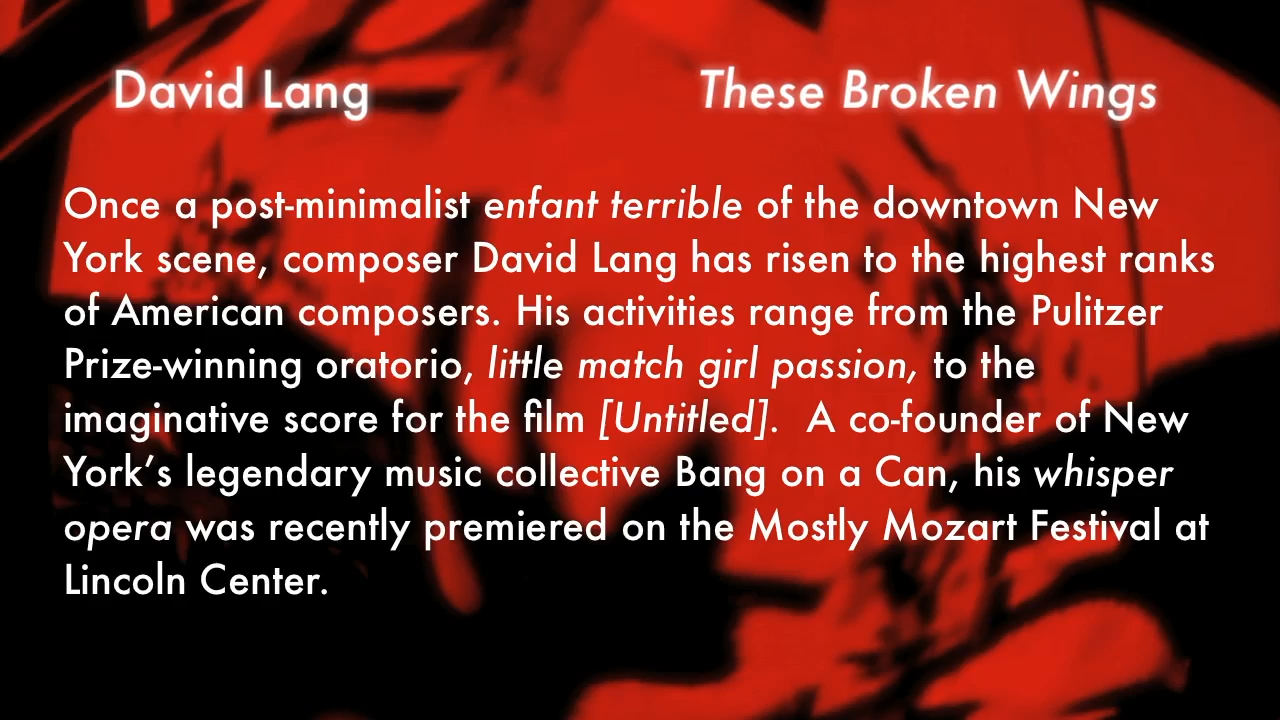 David Lang
These Broken Wings
Once a post-minimalist enfant terrible of the downtown New
York scene, composer David Lang has risen to the highest ranks
of American composers. His activities range from the Pulitzer
Prize-winning oratorio, little match girl passion, to the
imaginative score for the film [Untitled].  A co-founder of New
York’s legendary music collective Bang on a Can, his whisper
opera was recently premiered on the Mostly Mozart Festival at
Lincoln Center.